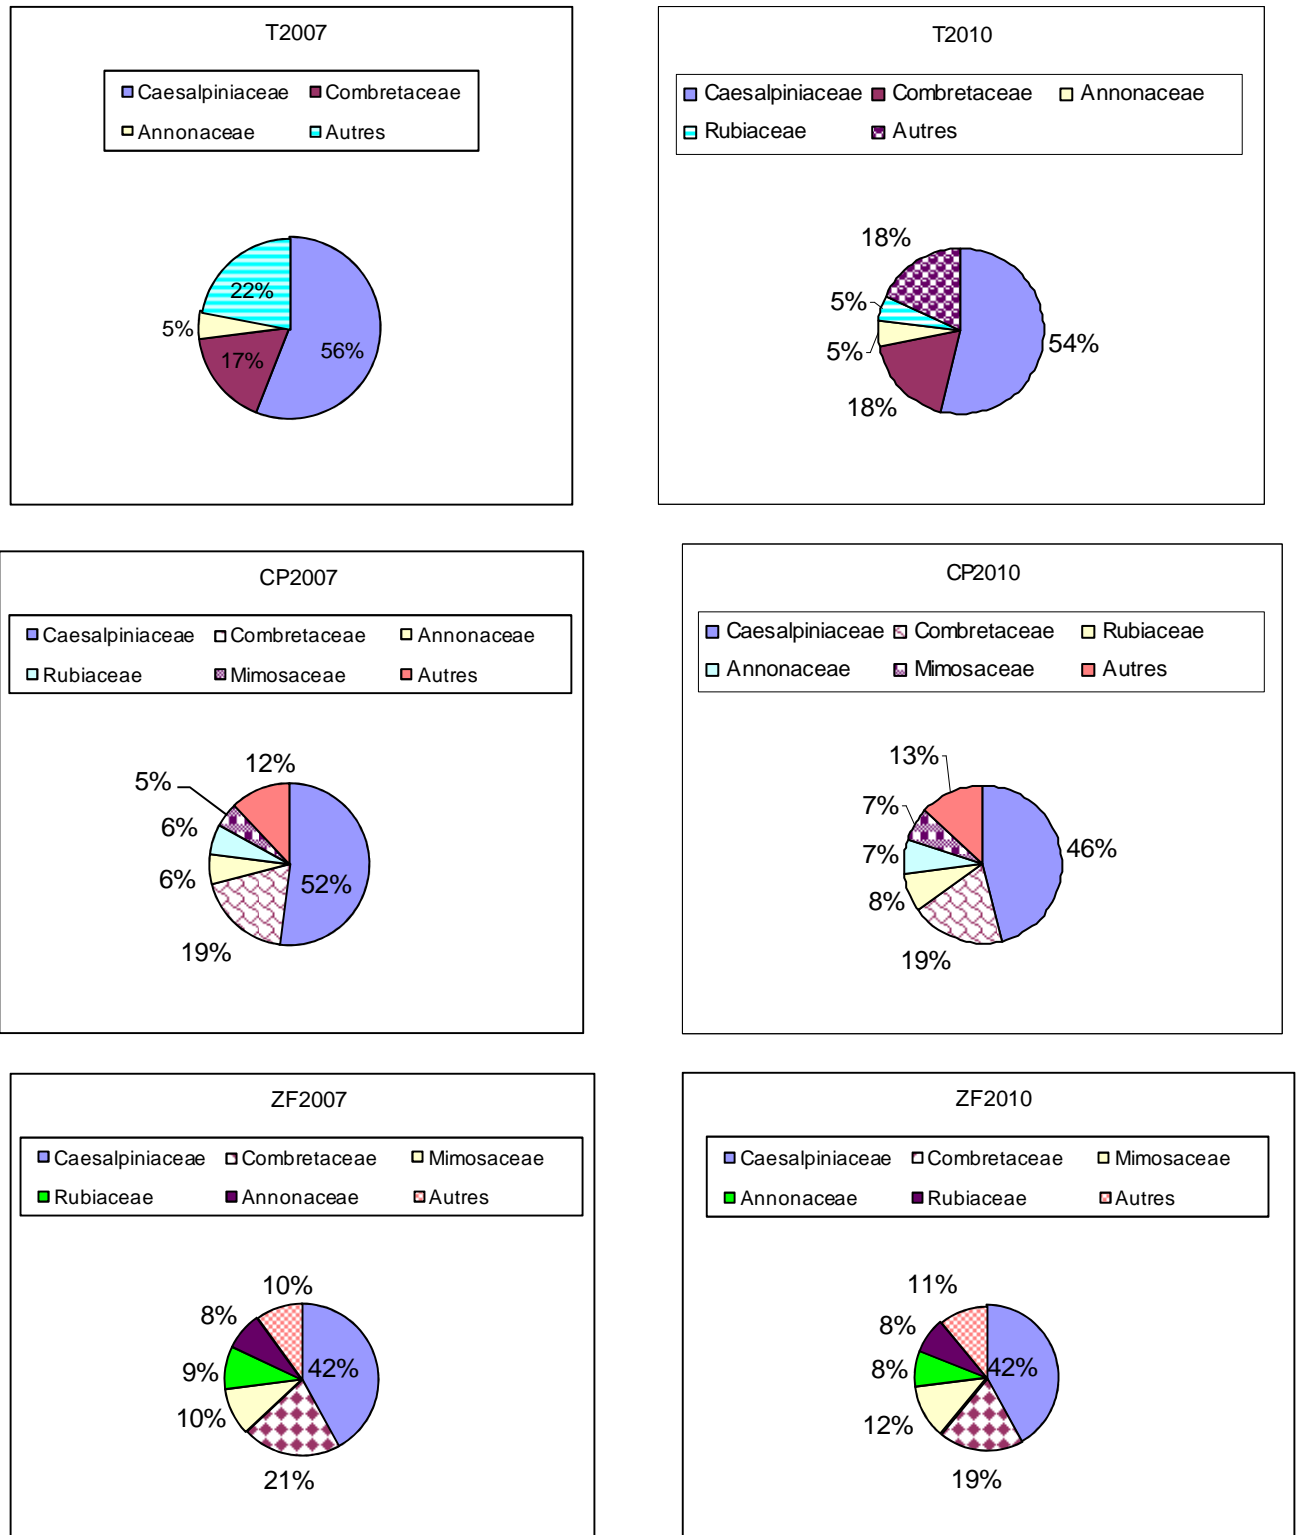 T2007
Caesalpiniaceae Combretaceae
Annonaceae Autres
22%
5%
56%
17%
T2010
Caesalpiniaceae Combretaceae Annonaceae
Rubiaceae Autres
18%
5%
54%
5%
18%
CP2007
Caesalpiniaceae Combretaceae Annonaceae
Rubiaceae Mimosaceae Autres
12%
5%
6%
6%
52%
19%
CP2010
Caesalpiniaceae Combretaceae Rubiaceae
Annonaceae Mimosaceae Autres
13%
7%
46%
7%
8%
19%
ZF2007
Caesalpiniaceae Combretaceae Mimosaceae
Rubiaceae Annonaceae Autres
10%
8%
42%
9%
10%
21%
ZF2010
Caesalpiniaceae Combretaceae Mimosaceae
Annonaceae Rubiaceae Autres
11%
8%
42%
8%
12%
19%